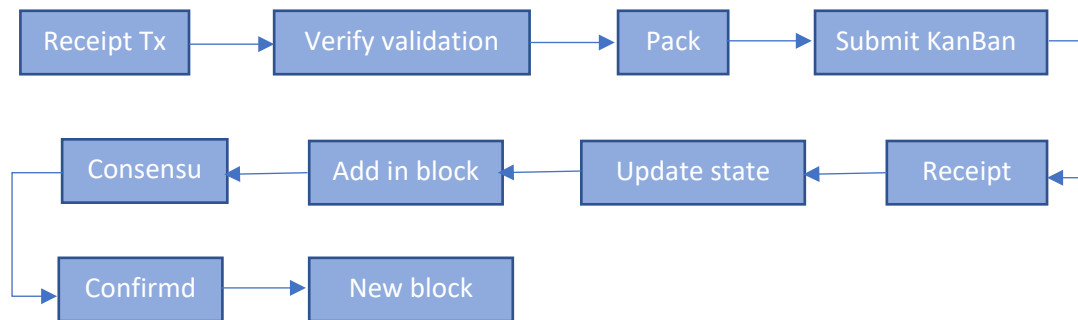 Receipt Tx
Verify validation
Pack
Submit KanBan
Consensu
Add in block
Update state
Receipt
Confirmd
New block